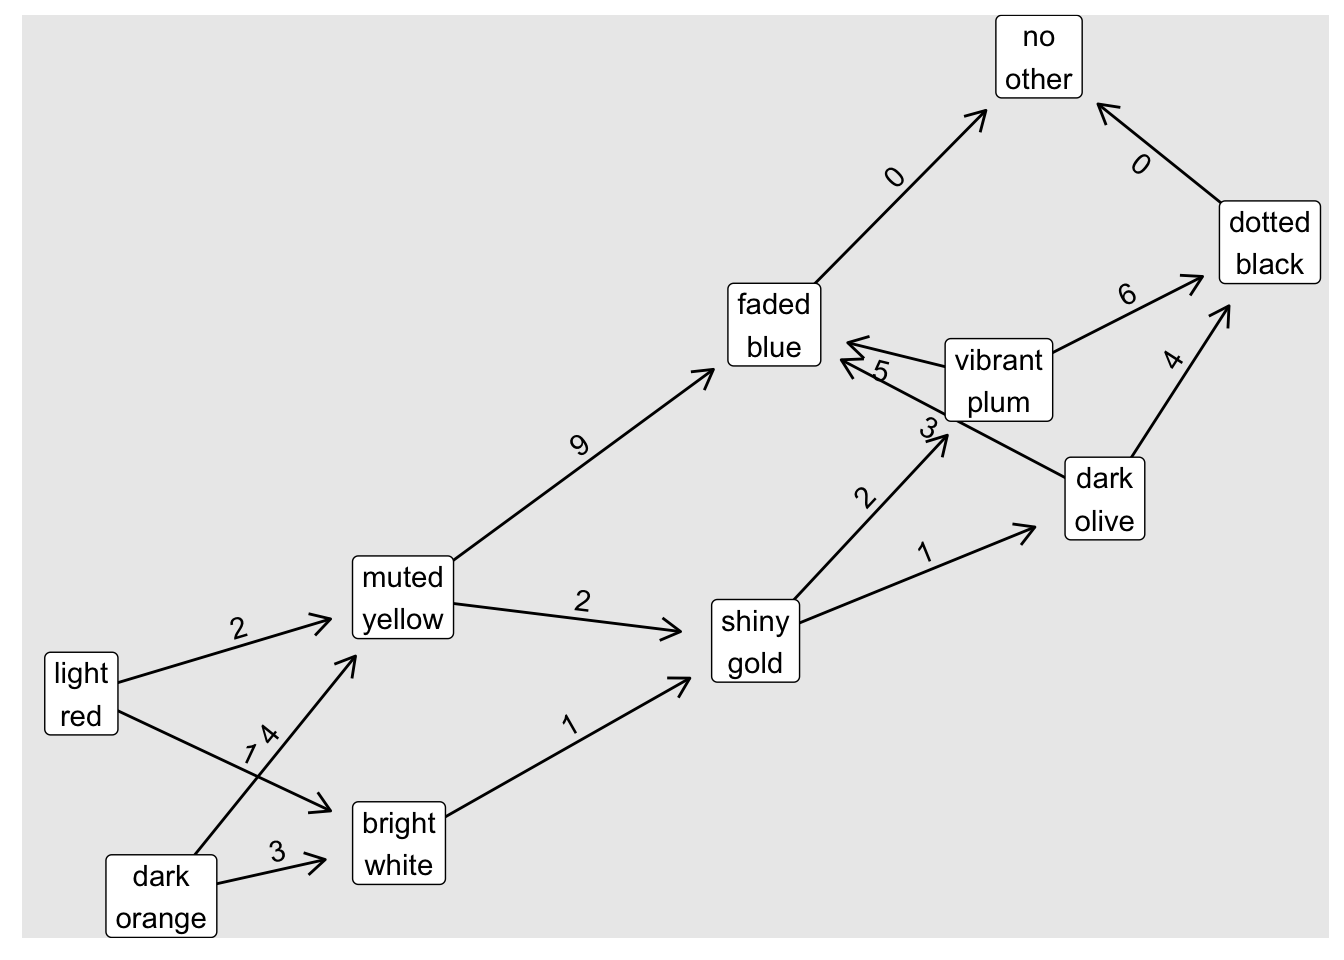 no
other
0
0
dotted
black
faded
blue
6
vibrant
plum
5
4
3
9
dark
olive
2
1
muted
yellow
2
shiny
gold
2
light
red
4
1
1
bright
white
3
dark
orange